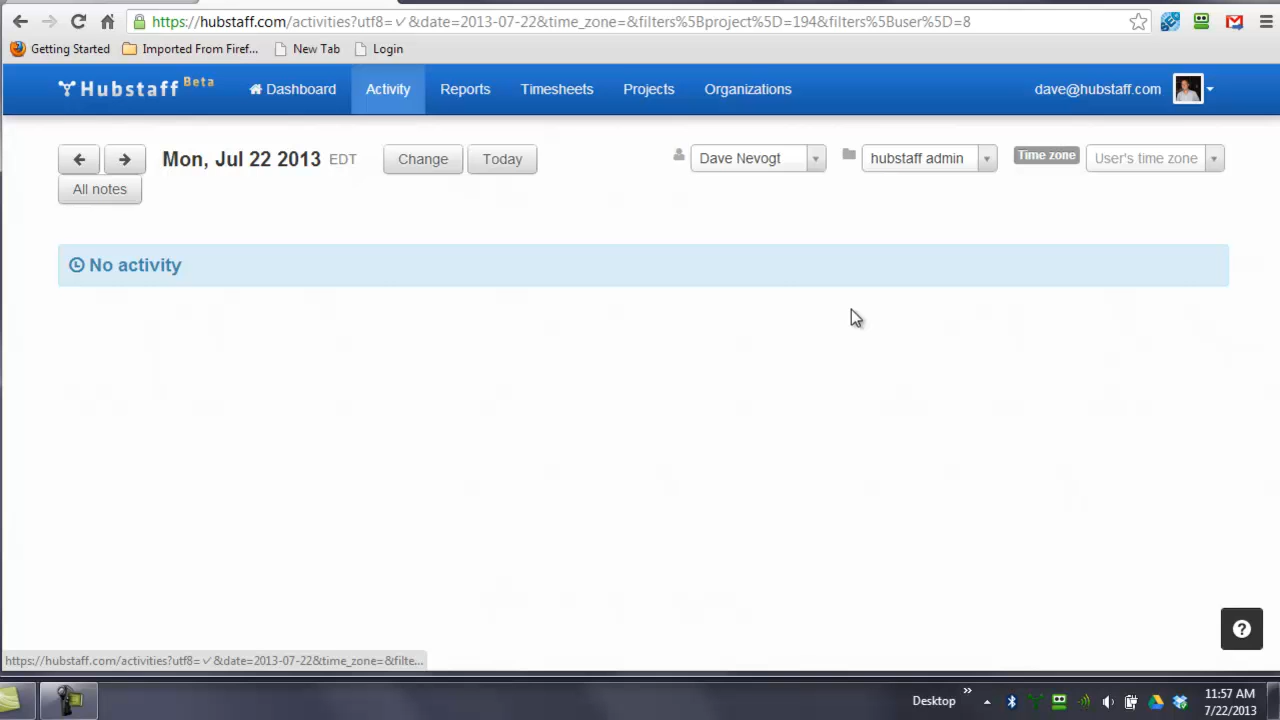 https://hubstaff.com/activities?utf8=✓&date=2013-07-22&time_zone=&filters%5Bproject%5D=194&filters%5Buser%5D=8
Getting Started Imported From Firef... New Tab Login
Hubstaff Beta Dashboard Activity Reports Timesheets Projects Organizations dave@hubstaff.com
Mon, Jul 22 2013 EDT Change Today Dave Nevogt hubstaff admin Time zone User's time zone
All notes
No activity
?
https://hubstaff.com/activities?utf8=✓&date=2013-07-22&time_zone=&filte...
Desktop » 11:57 AM
7/22/2013